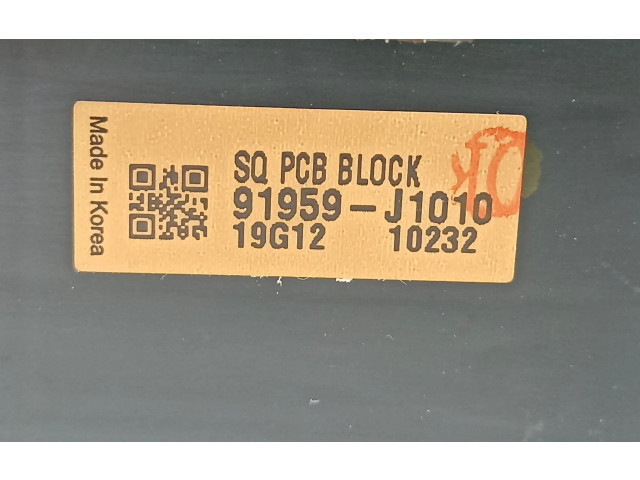 Made In Korea
SQ PCB BLOCK
91959-J1010
19G12 10232
OK